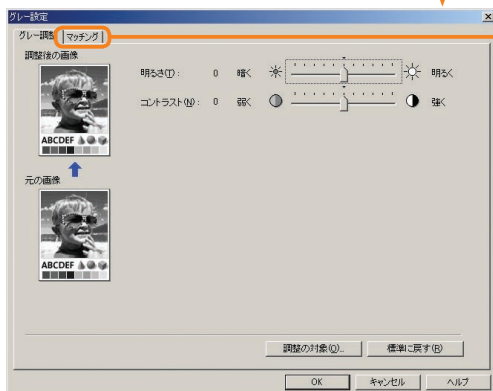 グレー設定
グレー調整 マッチング
調整後の画像
明るさ(T): 0 暗く 明るく
コントラスト(N): 0 弱く 強く
ABCDEF
元の画像
ABCDEF
調整の対象(O)... 標準に戻す(R)
OK キャンセル ヘルプ